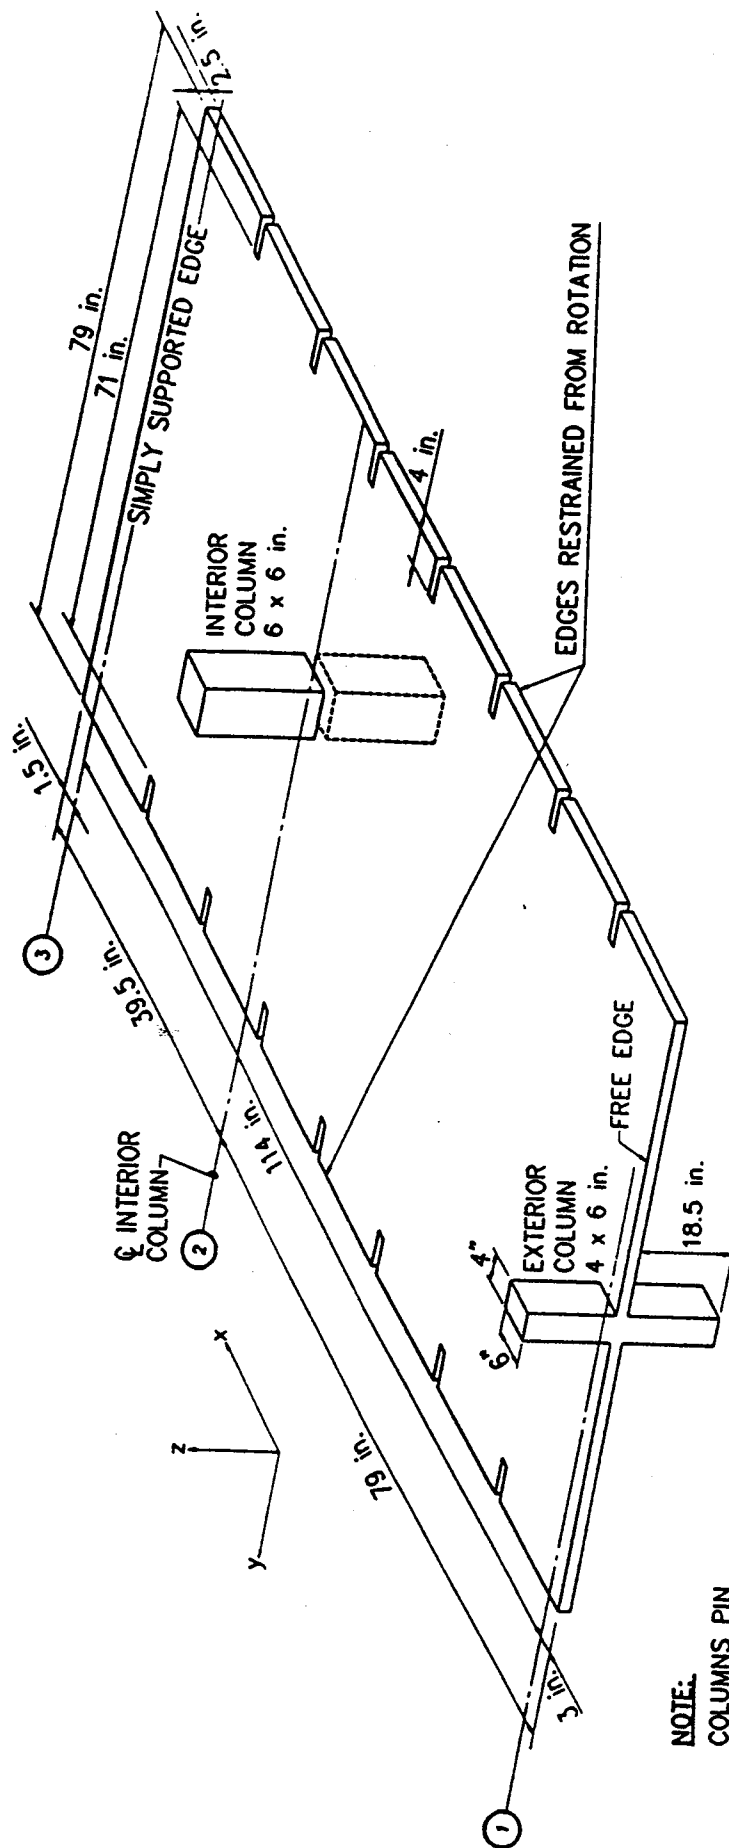 79 in.
71 in.
2.5 in.
SIMPLY SUPPORTED EDGE
1.5 in.
3
39.5 in.
114 in.
INTERIOR
COLUMN
6 x 6 in.
4 in.
EDGES RESTRAINED FROM ROTATION
℄ INTERIOR
COLUMN
2
z
x
y
79 in.
FREE EDGE
EXTERIOR
COLUMN
4 x 6 in.
4"
6"
18.5 in.
3 in.
1
NOTE:
COLUMNS PIN